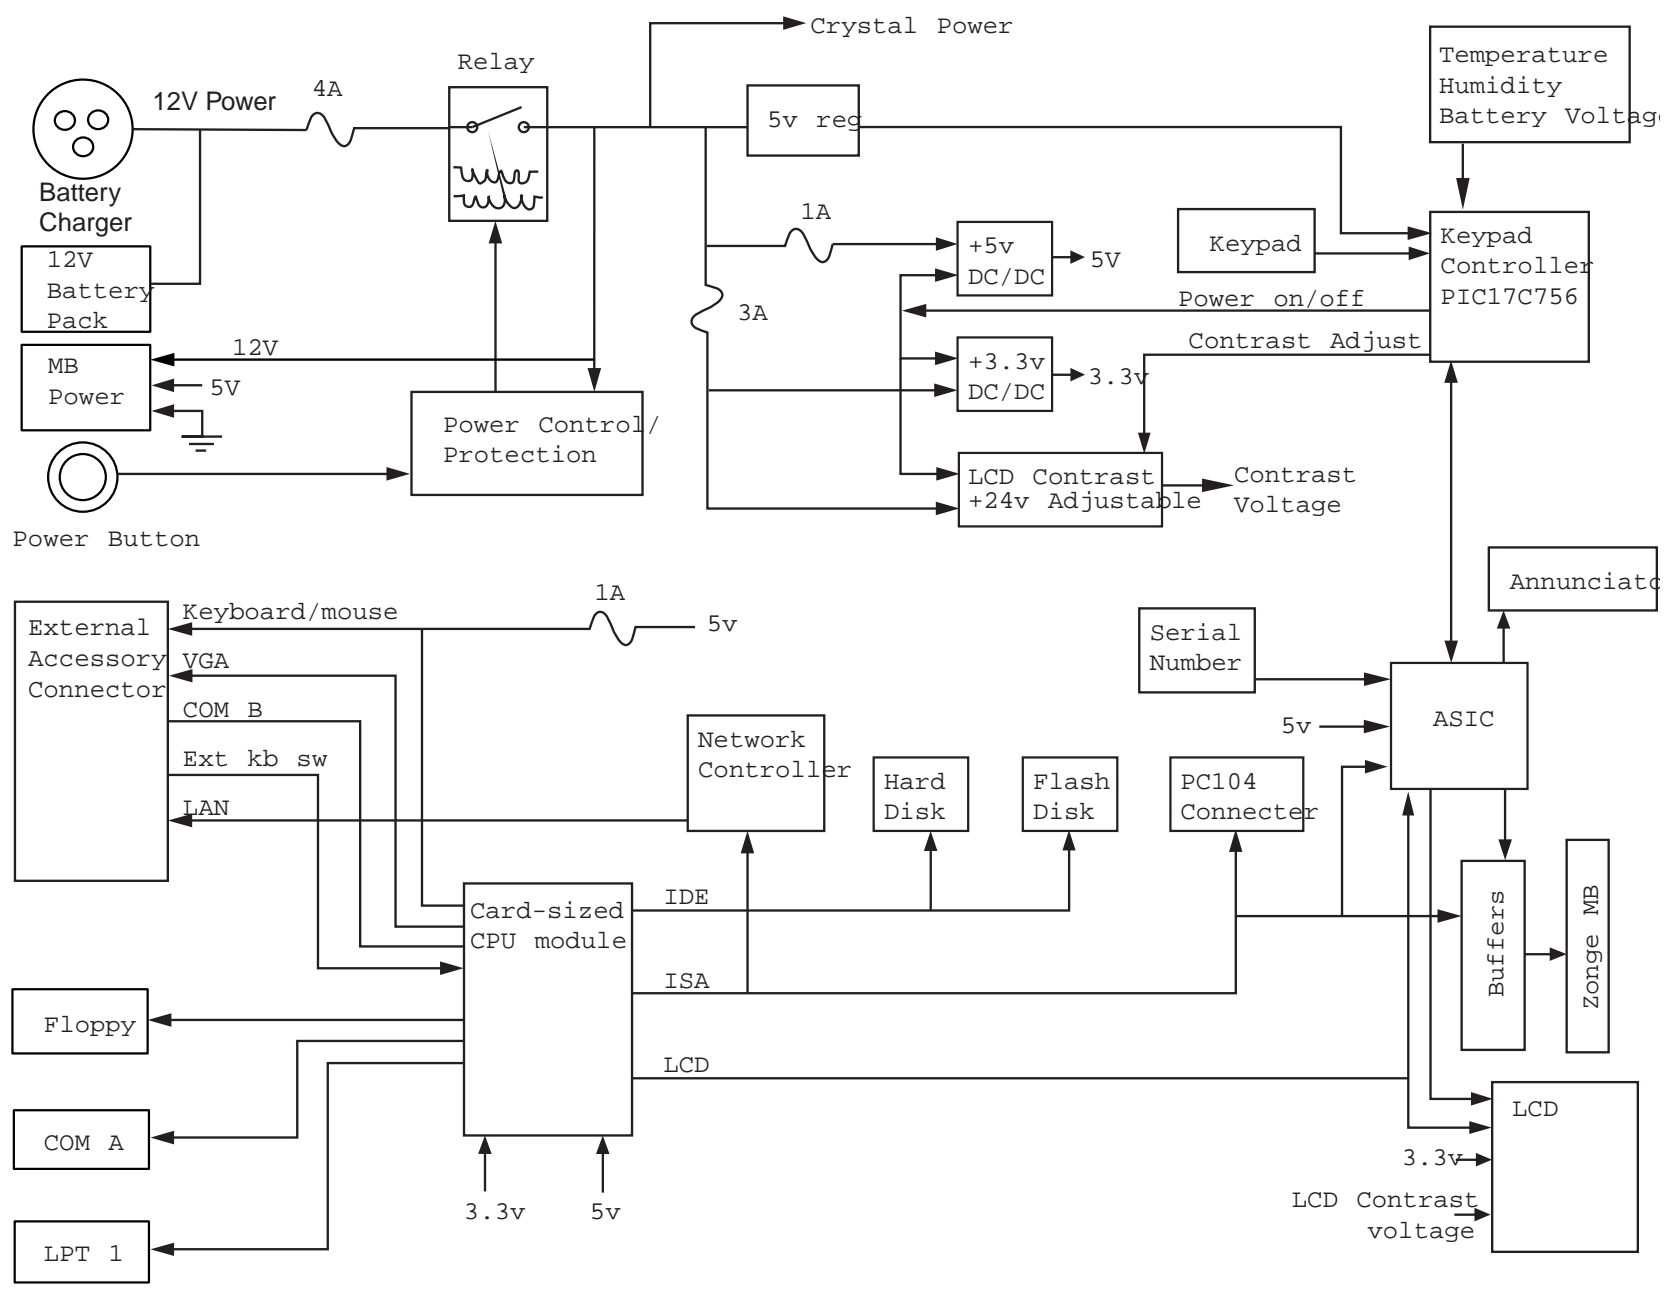 Crystal Power
Relay
4A
12V Power
5v reg
Temperature
Humidity
Battery Voltage
Battery
Charger
12V
Battery
Pack
1A
+5v
DC/DC
5V
Keypad
Keypad
Controller
PIC17C756
Power on/off
3A
Contrast Adjust
12V
MB
Power
5V
+3.3v
DC/DC
3.3v
Power Control/
Protection
LCD Contrast
+24v Adjustable
Contrast
Voltage
Power Button
Annunciato
1A
Keyboard/mouse
5v
External
Accessory
Connector
VGA
COM B
Ext kb sw
LAN
Serial
Number
5v
ASIC
Network
Controller
Hard
Disk
Flash
Disk
PC104
Connecter
Card-sized
CPU module
IDE
ISA
LCD
Buffers
Zonge MB
Floppy
COM A
LPT 1
3.3v
5v
LCD
3.3v
LCD Contrast
voltage